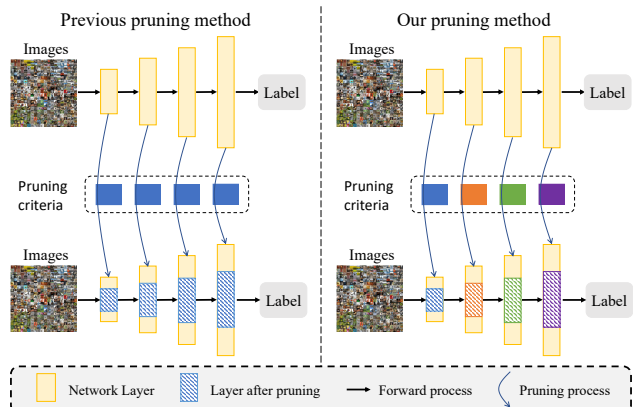 Previous pruning method
Images
Label
Pruning
criteria
Images
Label
Our pruning method
Images
Label
Pruning
criteria
Images
Label
Network Layer
Layer after pruning
Forward process
Pruning process